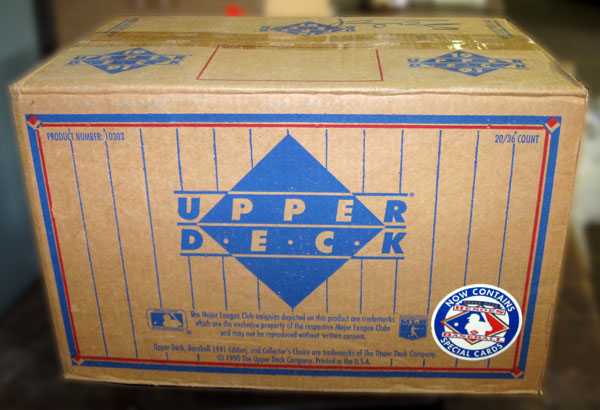 PRODUCT NUMBER: 10303
20/36 COUNT
UPPER
D·E·C·K
The Major League Club insignias depicted on this product are trademarks
which are the exclusive property of the respective Major League Clubs
and may not be reproduced without written consent.
Upper Deck, Baseball 1991 Edition, and Collector's Choice are trademarks of The Upper Deck Company.
© 1990 The Upper Deck Company. Printed in the U.S.A.
NOW CONTAINS
HEROES
BASEBALL
SPECIAL CARDS